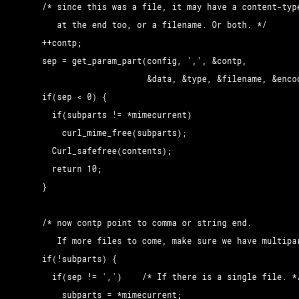 /* since this was a file, it may have a content-type
at the end too, or a filename. Or both. */
++contp;
sep = get_param_part(config, ',', &contp,
&data, &type, &filename, &encod
if(sep < 0) {
if(subparts != *mimecurrent)
curl_mime_free(subparts);
Curl_safefree(contents);
return 10;
}
/* now contp point to comma or string end.
If more files to come, make sure we have multipar
if(!subparts) {
if(sep != ',') /* If there is a single file. */
subparts = *mimecurrent;